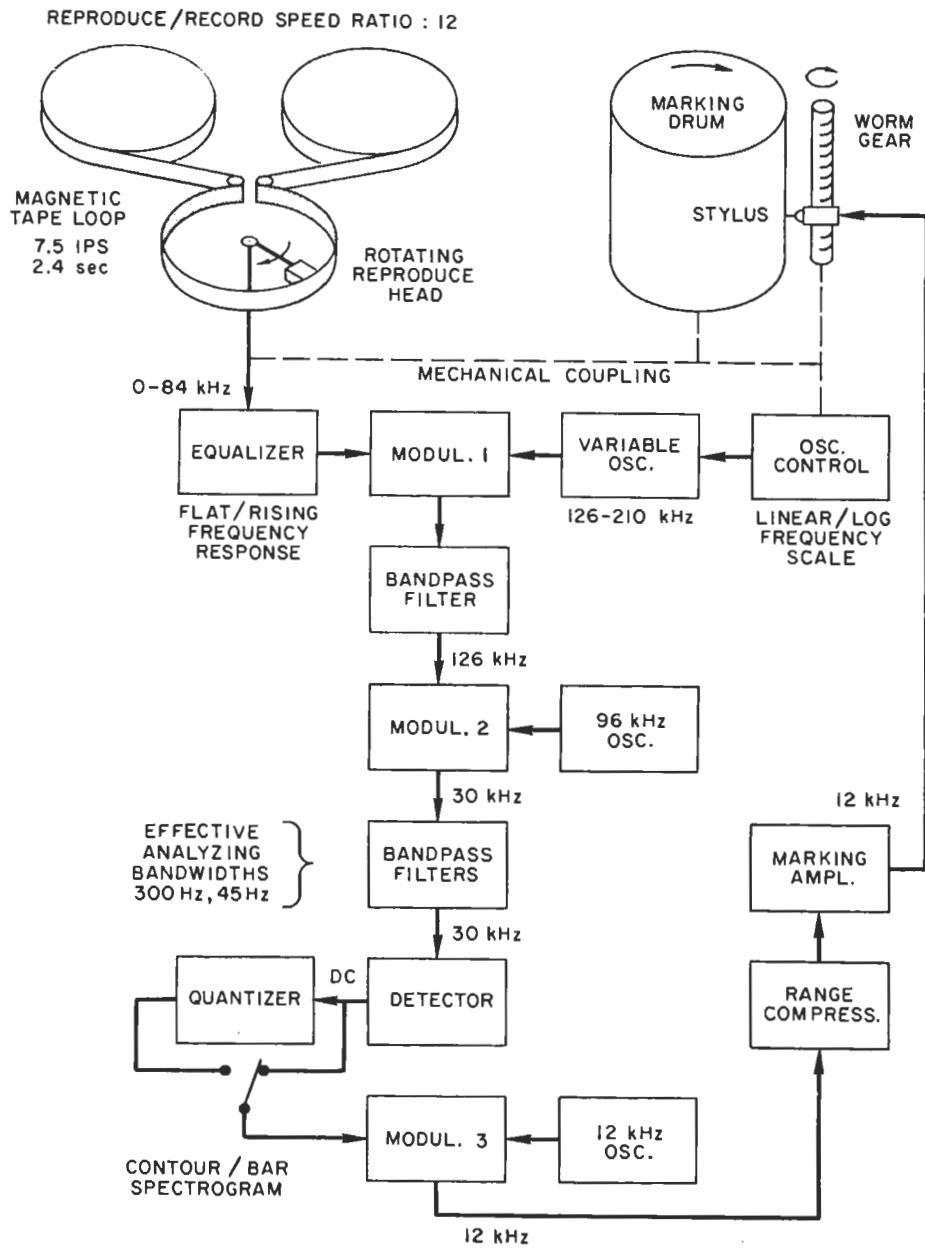 REPRODUCE/RECORD SPEED RATIO : 12
MARKING
DRUM
WORM
GEAR
STYLUS
MAGNETIC
TAPE LOOP
7.5 IPS
2.4 sec
ROTATING
REPRODUCE
HEAD
MECHANICAL COUPLING
0-84 kHz
EQUALIZER
MODUL. 1
VARIABLE
OSC.
OSC.
CONTROL
FLAT/RISING
FREQUENCY
RESPONSE
126-210 kHz
LINEAR/LOG
FREQUENCY
SCALE
BANDPASS
FILTER
126 kHz
MODUL. 2
96 kHz
OSC.
30 kHz
EFFECTIVE
ANALYZING
BANDWIDTHS
300 Hz, 45 Hz
BANDPASS
FILTERS
30 kHz
12 kHz
MARKING
AMPL.
QUANTIZER
DC
DETECTOR
RANGE
COMPRESS.
MODUL. 3
12 kHz
OSC.
CONTOUR / BAR
SPECTROGRAM
12 kHz